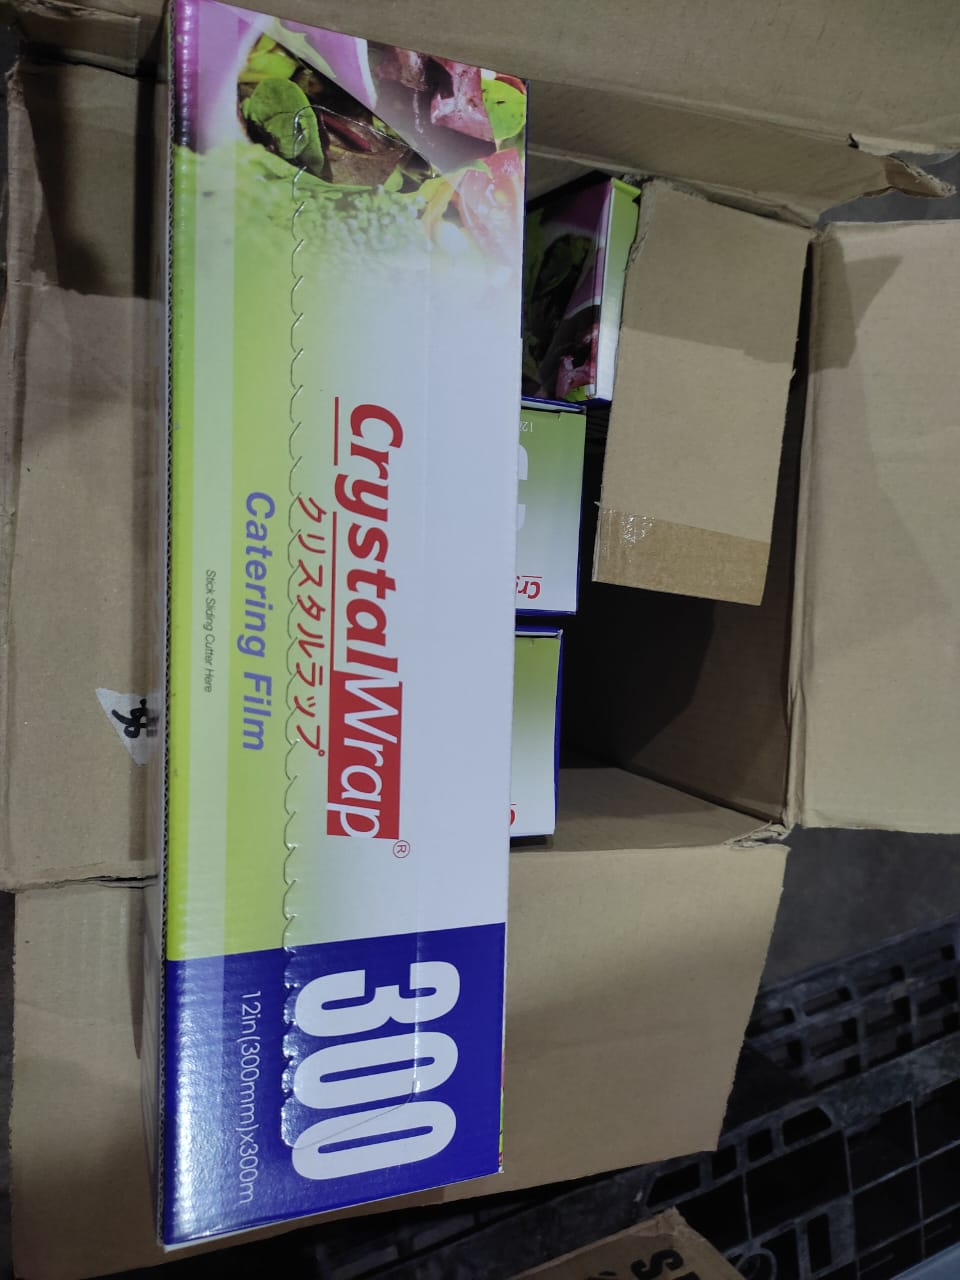 CrystalWrap®
クリスタルラップ
Catering Film
Stick Sliding Cutter Here
300
12in(300mm)x300m